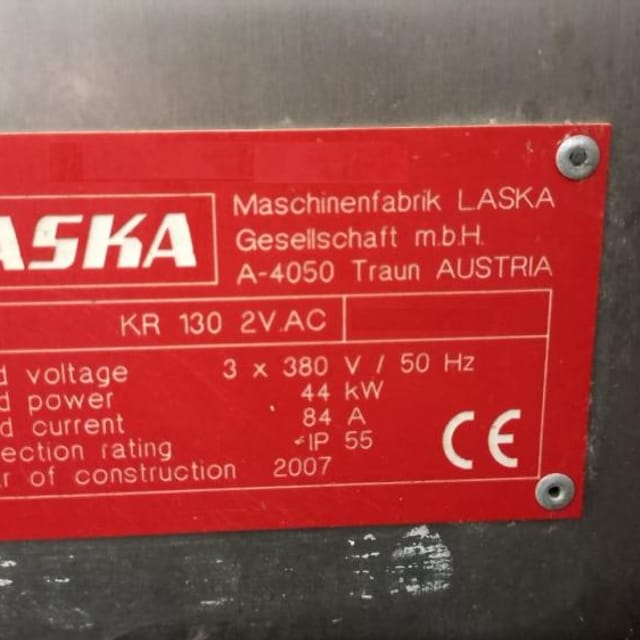 ASKA
Maschinenfabrik LASKA
Gesellschaft m.b.H.
A-4050 Traun AUSTRIA
KR 130 2V.AC
d voltage 3 x 380 V / 50 Hz
d power 44 kW
d current 84 A
ection rating IP 55
r of construction 2007
CE